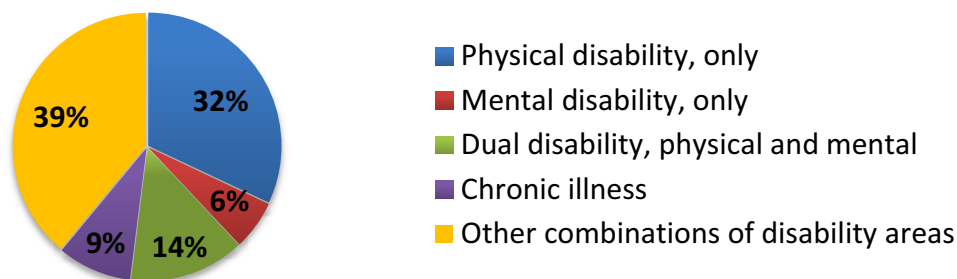 32%
6%
14%
9%
39%
Physical disability, only
Mental disability, only
Dual disability, physical and mental
Chronic illness
Other combinations of disability areas